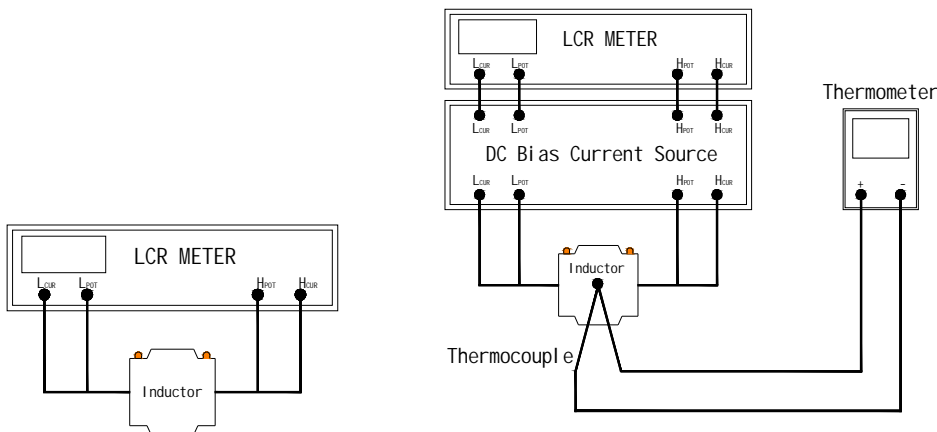 LCR METER
LCUR LPOT HPOT HCUR
Inductor
LCR METER
LCUR LPOT HPOT HCUR
LCUR LPOT HPOT HCUR
DC Bias Current Source
LCUR LPOT HPOT HCUR
Inductor
Thermocouple
Thermometer
+ -